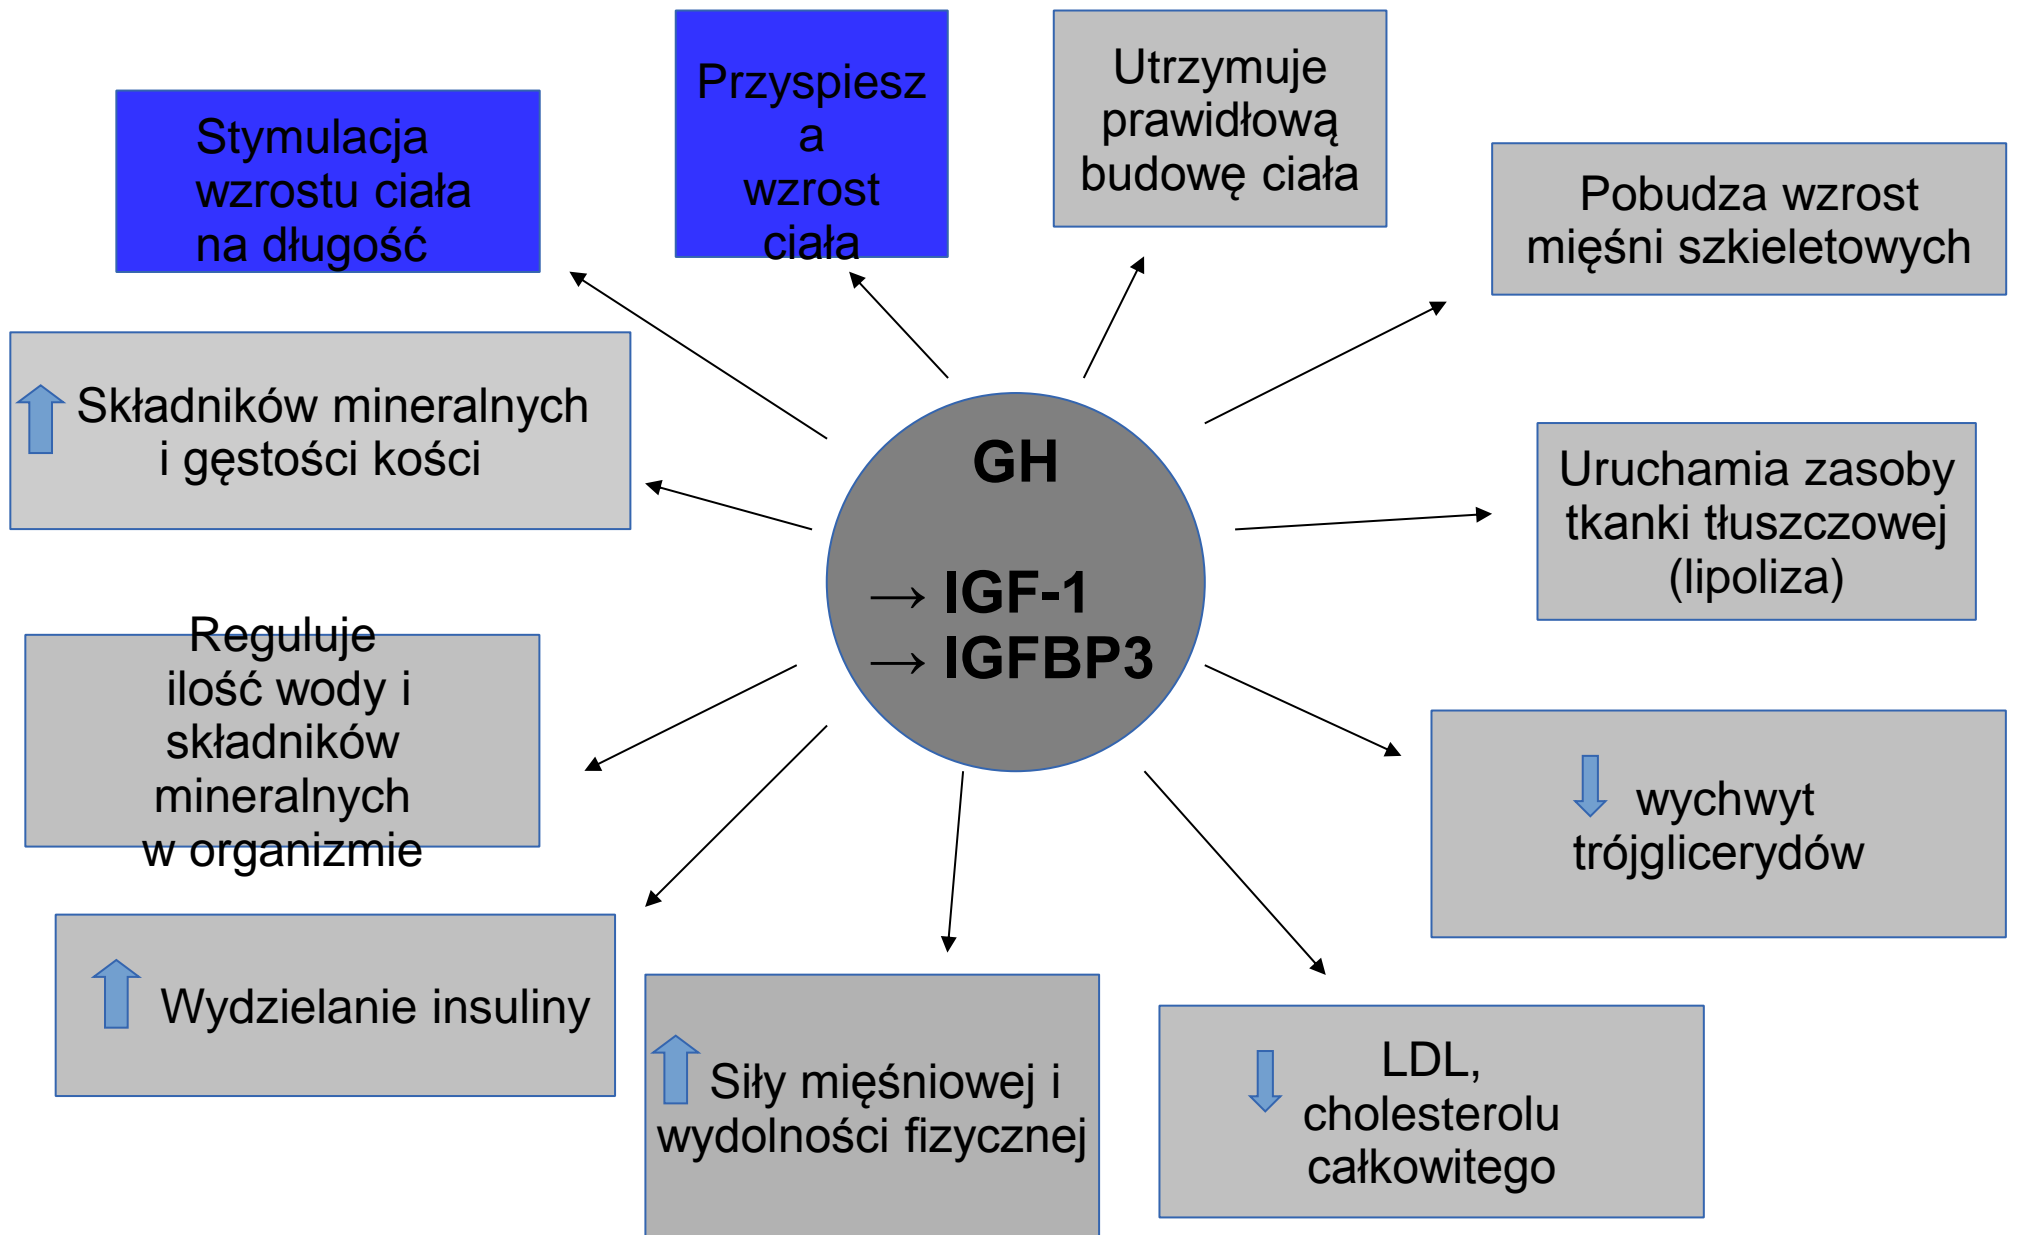 Stymulacja
wzrostu ciała
na długość
Przyspiesz
a
wzrost
ciała
Utrzymuje
prawidłową
budowę ciała
Pobudza wzrost
mięśni szkieletowych
Składników mineralnych
i gęstości kości
GH
→ IGF-1
→ IGFBP3
Uruchamia zasoby
tkanki tłuszczowej
(lipoliza)
Reguluje
ilość wody i
składników
mineralnych
w organizmie
wychwyt
trójglicerydów
Wydzielanie insuliny
Siły mięśniowej i
wydolności fizycznej
LDL,
cholesterolu
całkowitego